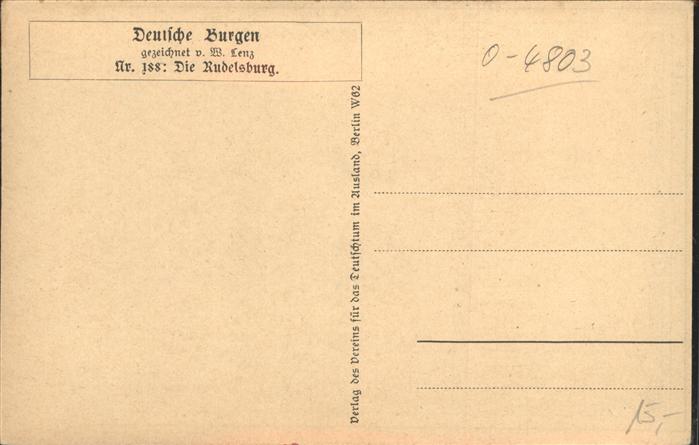 Deutsche Burgen
gezeichnet v. W. Lenz
Nr. 188: Die Rudelsburg.
O-4803
Verlag des Vereins für das Deutschtum im Ausland, Berlin W62
15,-